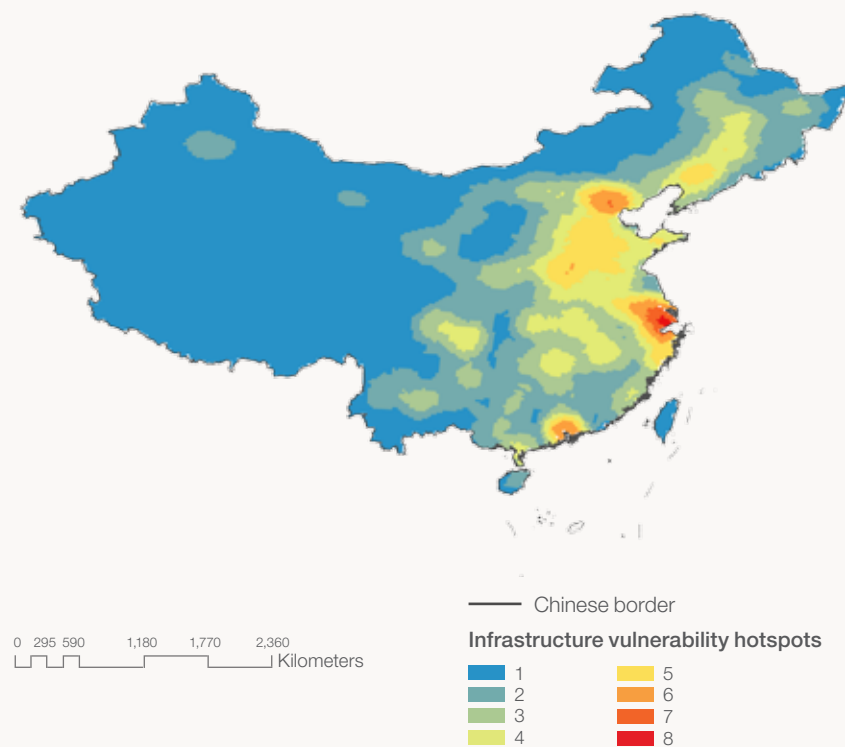 Chinese border
Infrastructure vulnerability hotspots
0 295 590 1,180 1,770 2,360
Kilometers
1 5
2 6
3 7
4 8